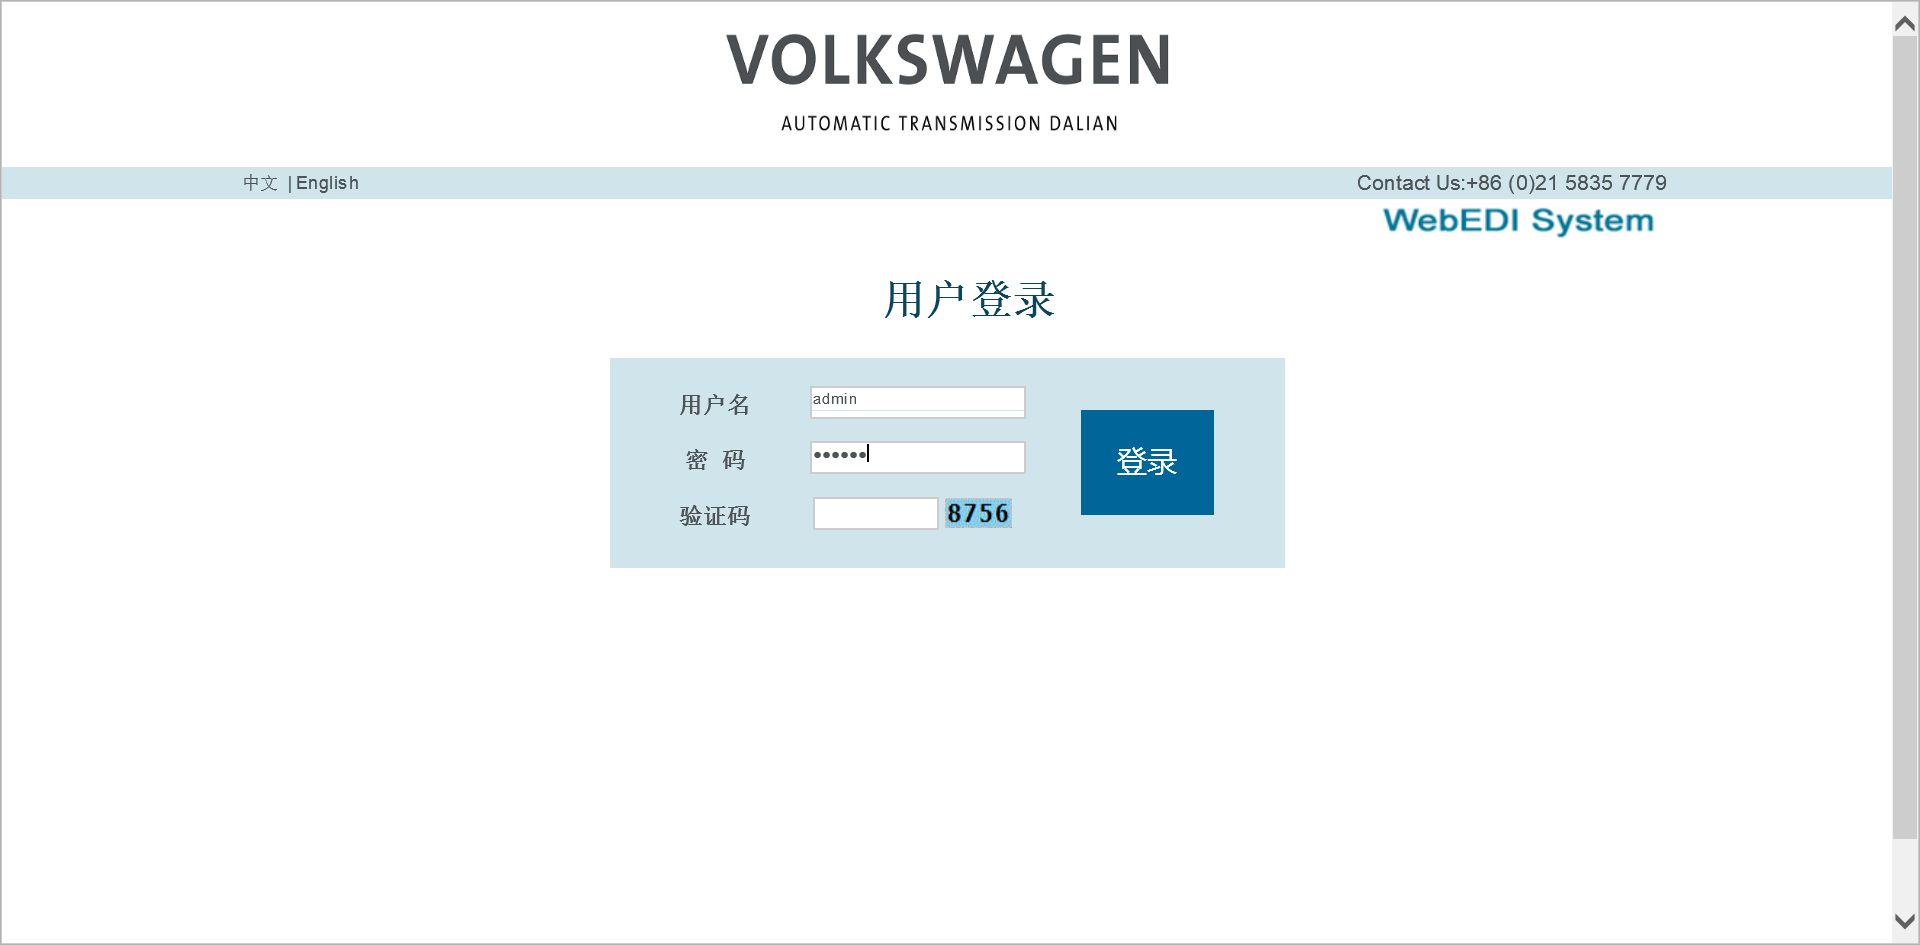 VOLKSWAGEN
AUTOMATIC TRANSMISSION DALIAN
中文 | English
Contact Us:+86 (0)21 5835 7779
WebEDI System
用户登录
用户名 admin
密 码 ••••••
验证码 8756
登录